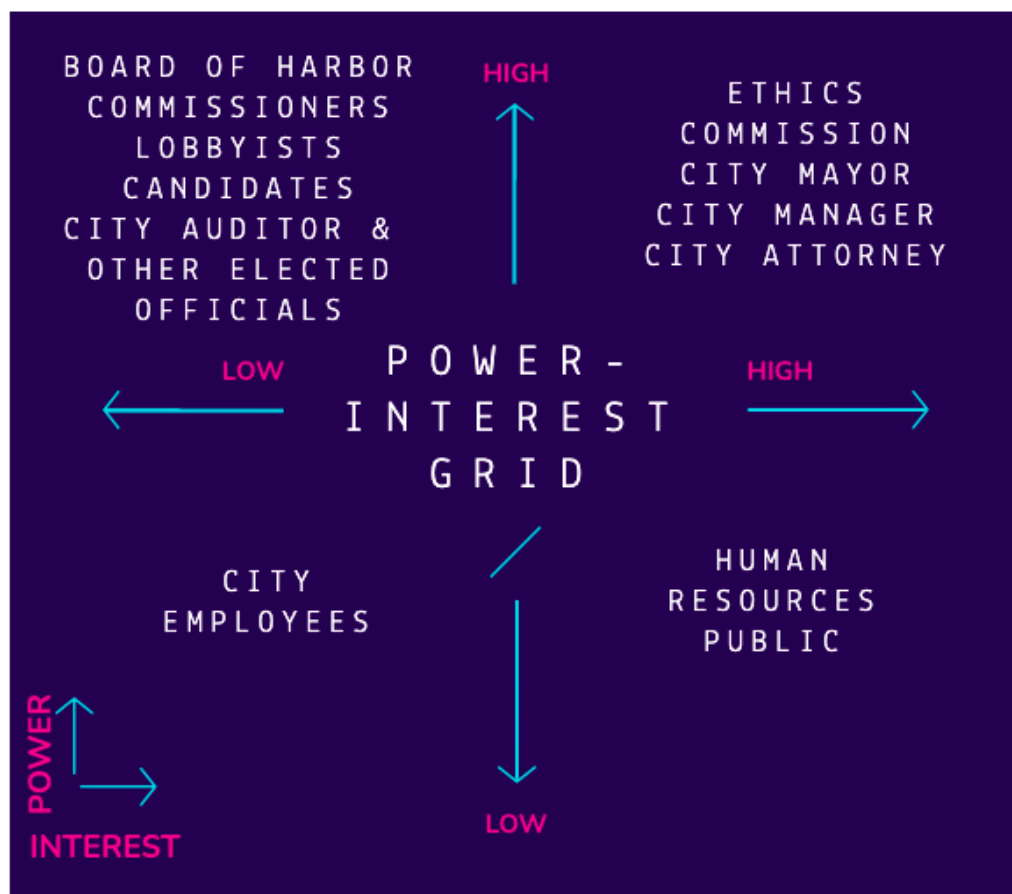 BOARD OF HARBOR
COMMISSIONERS
LOBBYISTS
CANDIDATES
CITY AUDITOR &
OTHER ELECTED
OFFICIALS
HIGH
ETHICS
COMMISSION
CITY MAYOR
CITY MANAGER
CITY ATTORNEY
LOW
POWER-
INTEREST
GRID
HIGH
CITY
EMPLOYEES
HUMAN
RESOURCES
PUBLIC
POWER
INTEREST
LOW